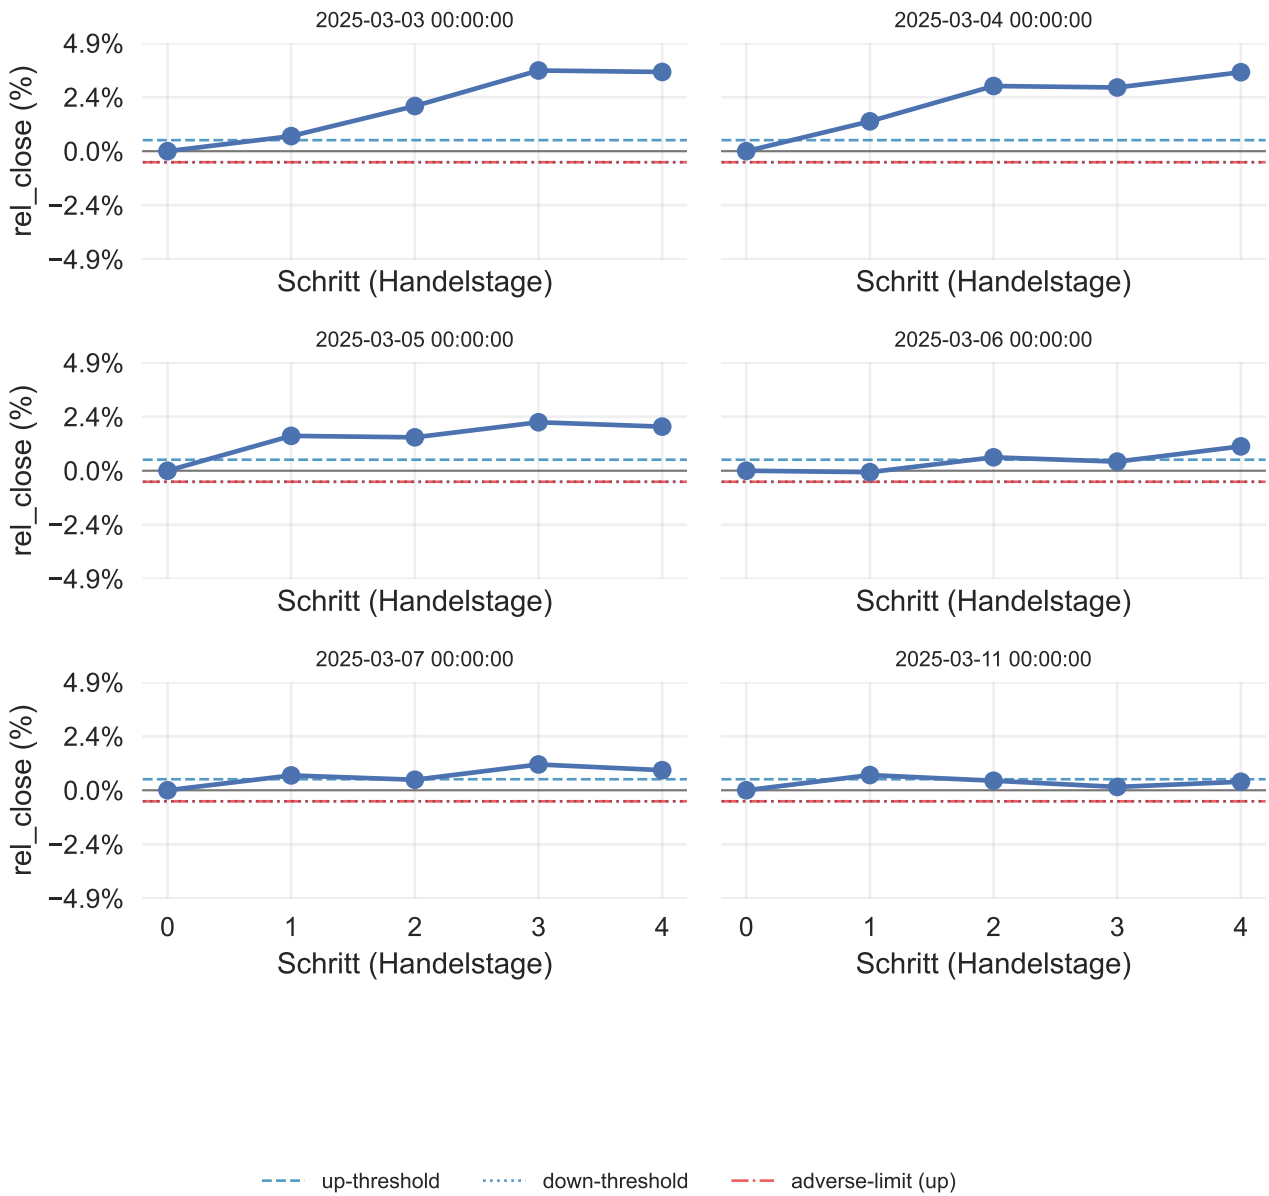 2025-03-03 00:00:00
2025-03-04 00:00:00
4.9%
2.4%
0.0%
−2.4%
−4.9%
rel_close (%)
Schritt (Handelstage)
Schritt (Handelstage)
2025-03-05 00:00:00
2025-03-06 00:00:00
4.9%
2.4%
0.0%
−2.4%
−4.9%
rel_close (%)
Schritt (Handelstage)
Schritt (Handelstage)
2025-03-07 00:00:00
2025-03-11 00:00:00
4.9%
2.4%
0.0%
−2.4%
−4.9%
rel_close (%)
0 1 2 3 4
0 1 2 3 4
Schritt (Handelstage)
Schritt (Handelstage)
up-threshold down-threshold adverse-limit (up)